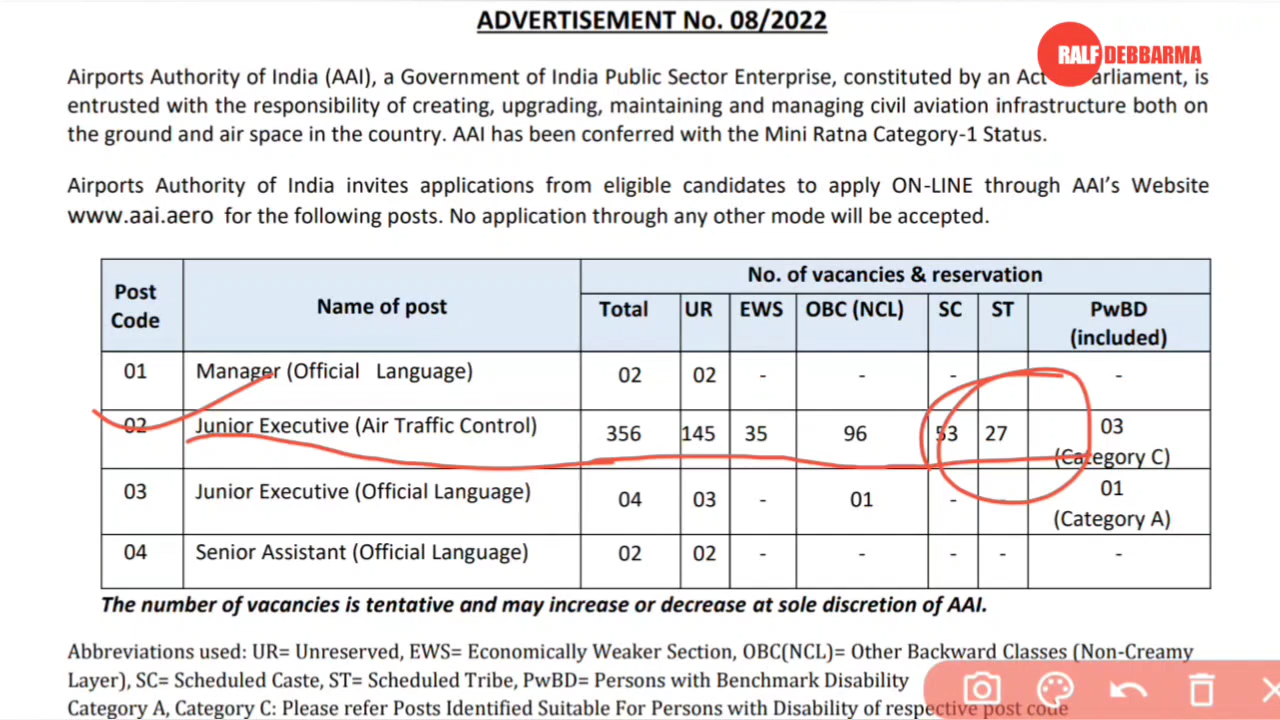 ADVERTISEMENT No. 08/2022
RALF DEBBARMA
Airports Authority of India (AAI), a Government of India Public Sector Enterprise, constituted by an Act Parliament, is
entrusted with the responsibility of creating, upgrading, maintaining and managing civil aviation infrastructure both on
the ground and air space in the country. AAI has been conferred with the Mini Ratna Category-1 Status.
Airports Authority of India invites applications from eligible candidates to apply ON-LINE through AAI's Website
www.aai.aero for the following posts. No application through any other mode will be accepted.
Post Code Name of post No. of vacancies & reservation
Total UR EWS OBC (NCL) SC ST PwBD (included)
01 Manager (Official Language) 02 02 - - - -
02 Junior Executive (Air Traffic Control) 356 145 35 96 53 27 03 (Category C)
03 Junior Executive (Official Language) 04 03 - 01 - 01 (Category A)
04 Senior Assistant (Official Language) 02 02 - - - - -
The number of vacancies is tentative and may increase or decrease at sole discretion of AAI.
Abbreviations used: UR= Unreserved, EWS= Economically Weaker Section, OBC(NCL)= Other Backward Classes (Non-Creamy
Layer), SC= Scheduled Caste, ST= Scheduled Tribe, PwBD= Persons with Benchmark Disability
Category A, Category C: Please refer Posts Identified Suitable For Persons with Disability of respective post code